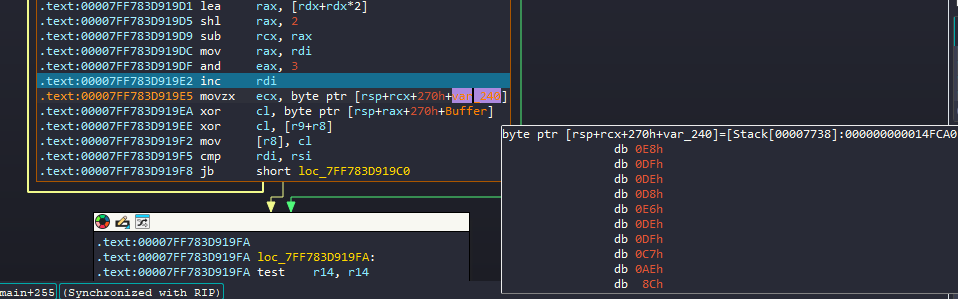 .text:00007FF783D919D1 lea rax, [rdx+rdx*2]
.text:00007FF783D919D5 shl rax, 2
.text:00007FF783D919D9 sub rcx, rax
.text:00007FF783D919DC mov rax, rdi
.text:00007FF783D919DF and eax, 3
.text:00007FF783D919E2 inc rdi
.text:00007FF783D919E5 movzx ecx, byte ptr [rsp+rcx+270h+var_240]
.text:00007FF783D919EA xor cl, byte ptr [rsp+rax+270h+Buffer]
.text:00007FF783D919EE xor cl, [r9+r8]
.text:00007FF783D919F2 mov [r8], cl
.text:00007FF783D919F5 cmp rdi, rsi
.text:00007FF783D919F8 jb short loc_7FF783D919C0
byte ptr [rsp+rcx+270h+var_240]=[Stack[00007738]:000000000014FCA0
db 0E8h
db 0DFh
db 0DEh
db 0D8h
db 0E6h
db 0DEh
db 0DFh
db 0C7h
db 0AEh
db 8Ch
.text:00007FF783D919FA
.text:00007FF783D919FA loc_7FF783D919FA:
.text:00007FF783D919FA test r14, r14
main+255 (Synchronized with RIP)